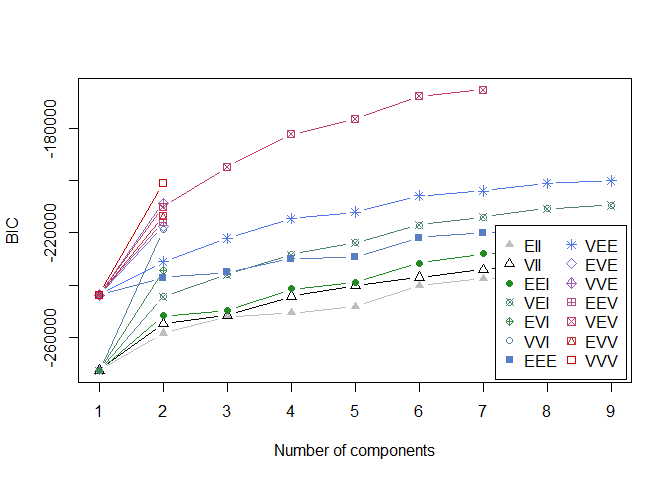 BIC
-180000
-220000
-260000
EII VEE
VII EVE
EEI VVE
VEI EEV
EVI VEV
VVI EVV
EEE VVV
1 2 3 4 5 6 7 8 9
Number of components